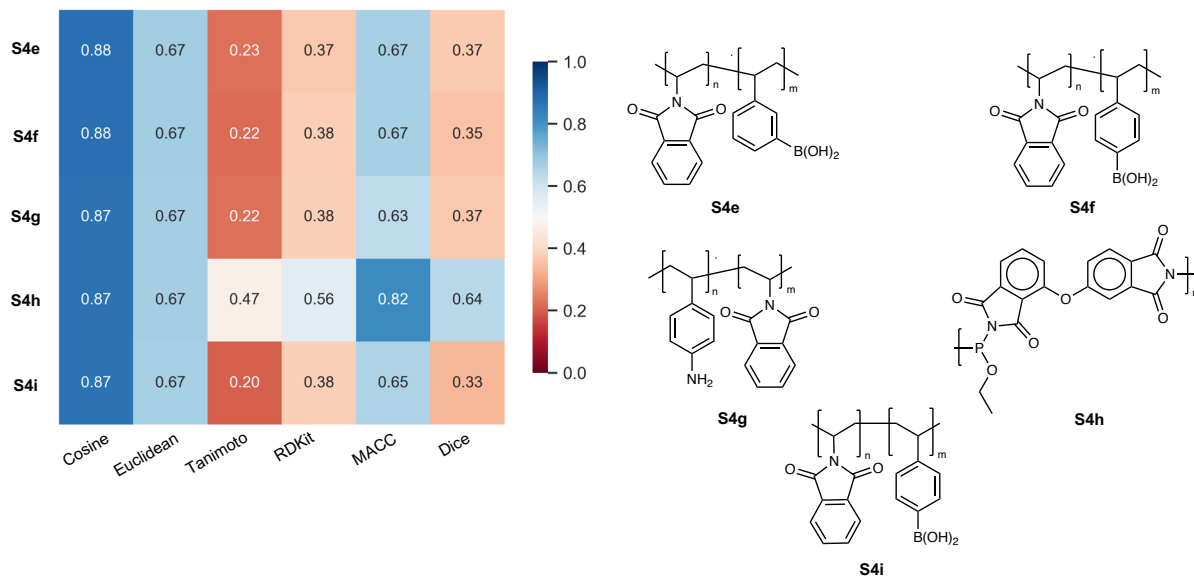 S4e 0.88 0.67 0.23 0.37 0.67 0.37
S4f 0.88 0.67 0.22 0.38 0.67 0.35
S4g 0.87 0.67 0.22 0.38 0.63 0.37
S4h 0.87 0.67 0.47 0.56 0.82 0.64
S4i 0.87 0.67 0.20 0.38 0.65 0.33
Cosine Euclidean Tanimoto RDKit MACC Dice
1.0
0.8
0.6
0.4
0.2
0.0
n m
N
O O
B(OH)2
S4e
n m
N
O O
B(OH)2
S4f
n m
N
O O
NH2
S4g
O
N
O
n
O
O
O
N
P
O
S4h
n m
N
O O
B(OH)2
S4i